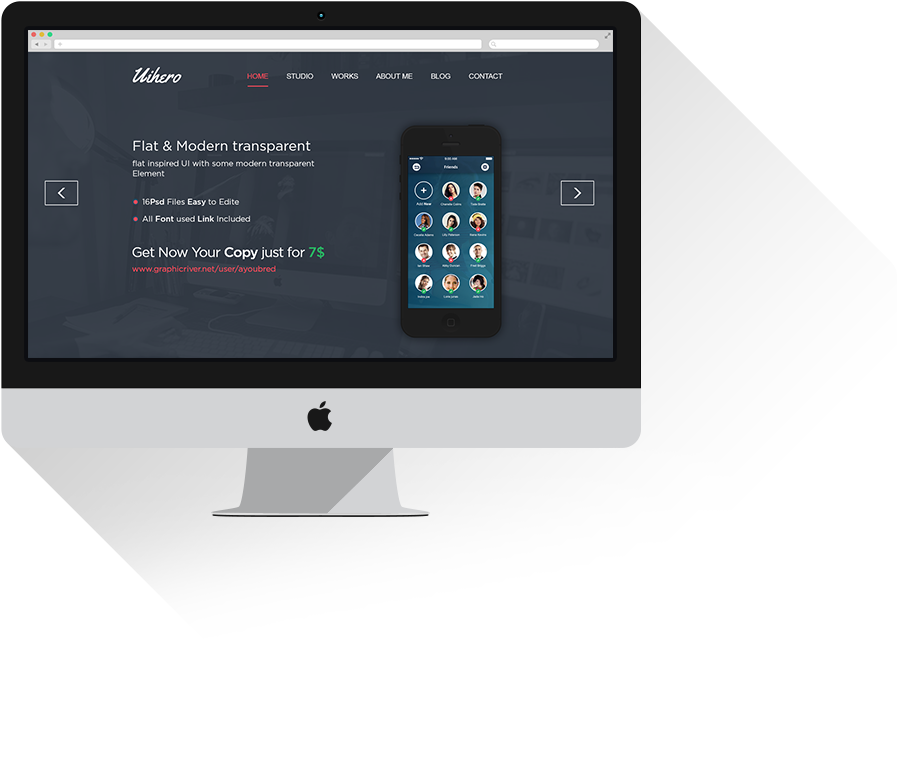 Uihero
HOME STUDIO WORKS ABOUT ME BLOG CONTACT
Flat & Modern transparent
flat inspired UI with some modern transparent
Element
16Psd Files Easy to Edite
All Font used Link Included
Get Now Your Copy just for 7$
www.graphicriver.net/user/ayoubred
Friends
Add New